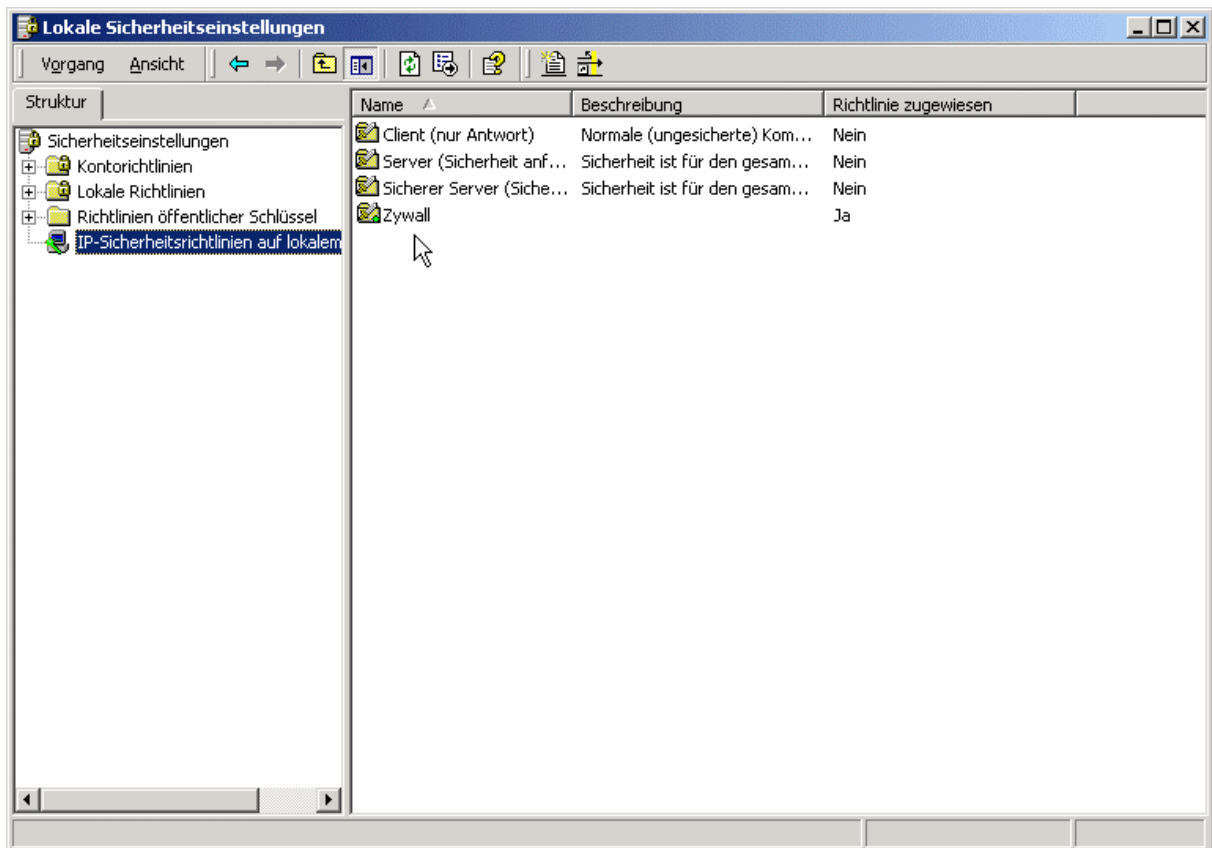 Lokale Sicherheitseinstellungen
Vorgang Ansicht
Struktur
Name Beschreibung Richtlinie zugewiesen
Sicherheitseinstellungen
Kontorichtlinien
Lokale Richtlinien
Richtlinien öffentlicher Schlüssel
IP-Sicherheitsrichtlinien auf lokalem
Client (nur Antwort) Normale (ungesicherte) Kom... Nein
Server (Sicherheit anf... Sicherheit ist für den gesam... Nein
Sicherer Server (Siche... Sicherheit ist für den gesam... Nein
Zywall Ja